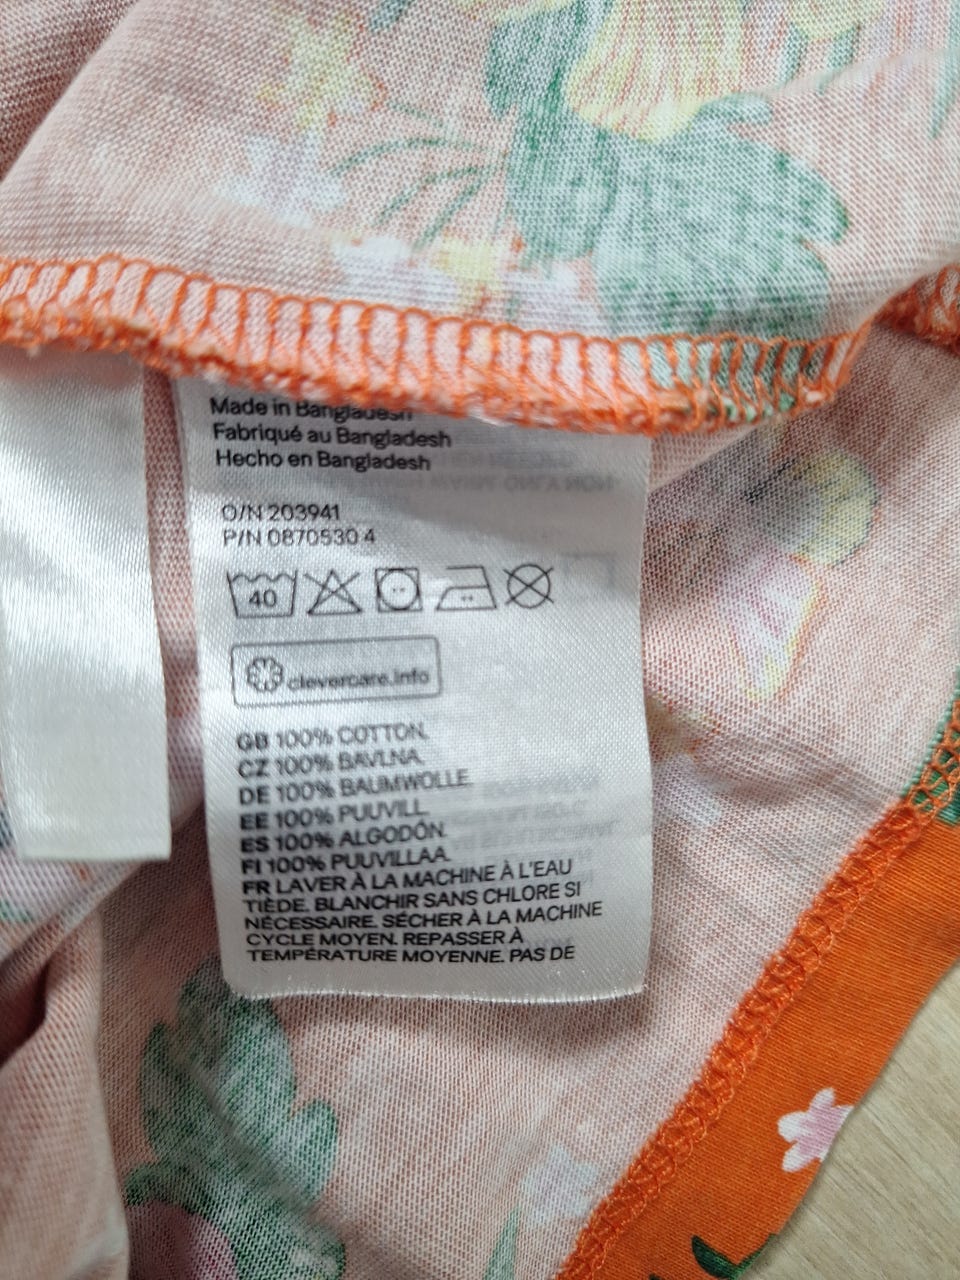 Made in Bangladesh
Fabriqué au Bangladesh
Hecho en Bangladesh
O/N 203941
P/N 0870530 4
40
clevercare.info
GB 100% COTTON.
CZ 100% BAVLNA.
DE 100% BAUMWOLLE
EE 100% PUUVILL.
ES 100% ALGODÓN.
FI 100% PUUVILLAA.
FR LAVER À LA MACHINE À L'EAU
TIÈDE. BLANCHIR SANS CHLORE SI
NÉCESSAIRE. SÉCHER À LA MACHINE
CYCLE MOYEN. REPASSER À
TEMPÉRATURE MOYENNE. PAS DE